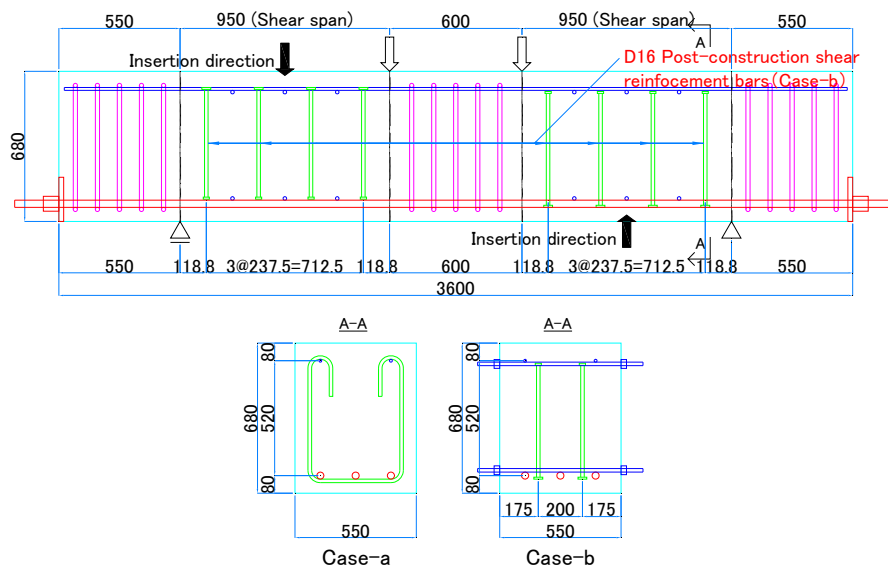 550
950 (Shear span)
600
950 (Shear span)
550
A
Insertion direction
D16 Post-construction shear
reinfocement bars(Case-b)
680
Insertion direction
A
550
118.8
3@237.5=712.5
118.8
600
118.8
3@237.5=712.5
118.8
550
3600
A-A
A-A
80
520
680
80
80
520
680
80
175
200
175
550
550
Case-a
Case-b